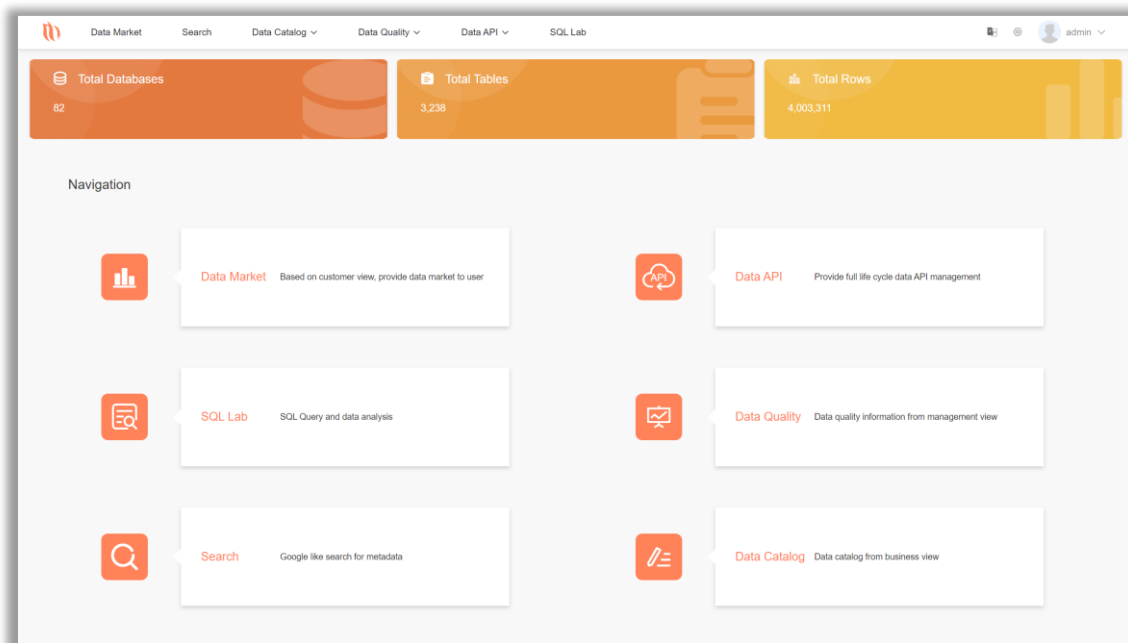 Data Market Search Data Catalog Data Quality Data API SQL Lab admin
Total Databases
82
Total Tables
3,238
Total Rows
4,003,311
Navigation
Data Market Based on customer view, provide data market to user
API
Data API Provide full life cycle data API management
SQL Lab SQL Query and data analysis
Data Quality Data quality information from management view
Search Google like search for metadata
Data Catalog Data catalog from business view